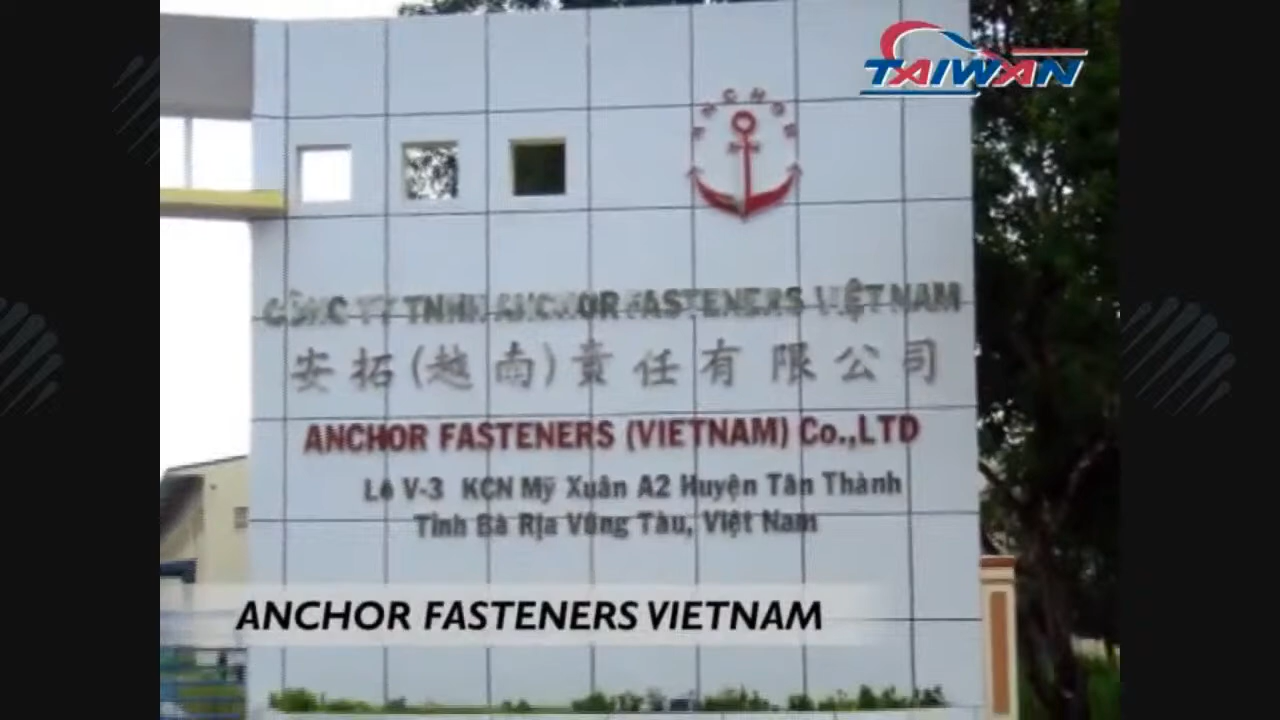 TAIWAN
ANCHOR
CÔNG TY TNHH ANCHOR FASTENERS VIỆT NAM
安拓(越南)責任有限公司
ANCHOR FASTENERS (VIETNAM) Co.,LTD
Lô V-3 KCN Mỹ Xuân A2 Huyện Tân Thành
Tỉnh Bà Rịa Vũng Tàu, Việt Nam
ANCHOR FASTENERS VIETNAM